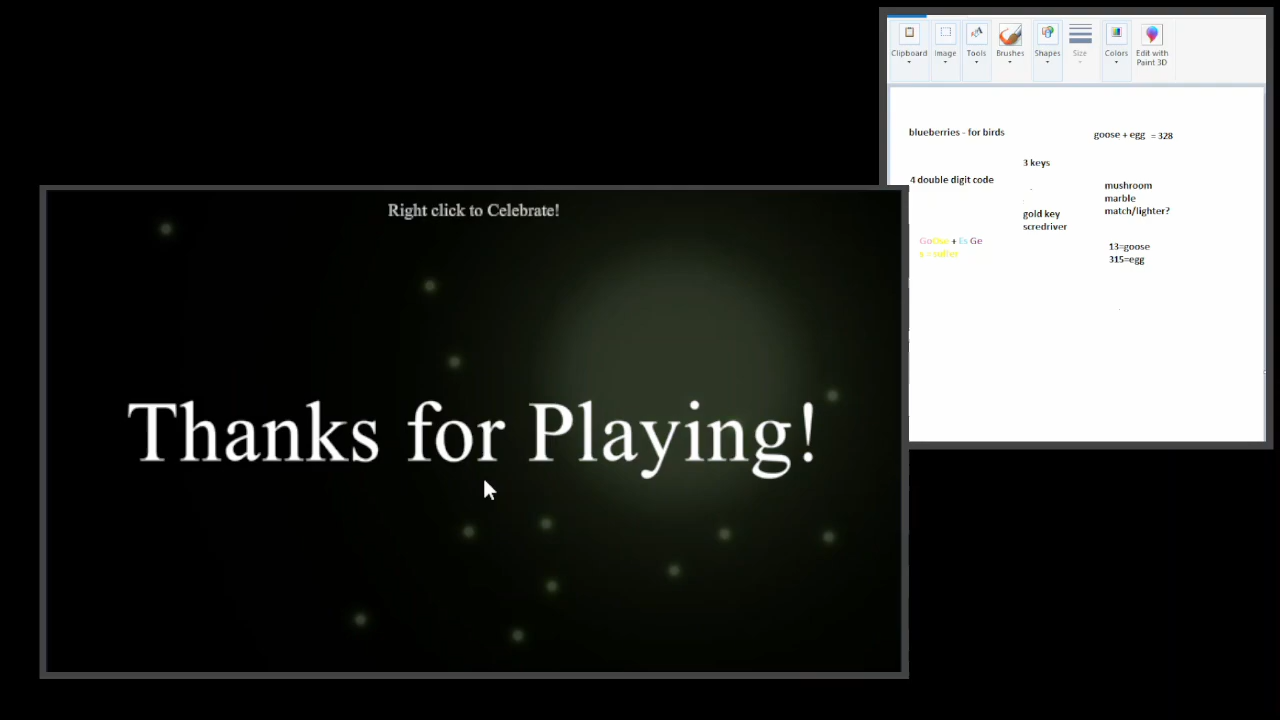 Clipboard
Image
Tools
Brushes
Shapes
Size
Colors
Edit with
Paint 3D
blueberries - for birds
goose + egg = 328
3 keys
4 double digit code
mushroom
marble
match/lighter?
gold key
scredriver
GoOse + Es Ge
13=goose
315=egg
Right click to Celebrate!
Thanks for Playing!